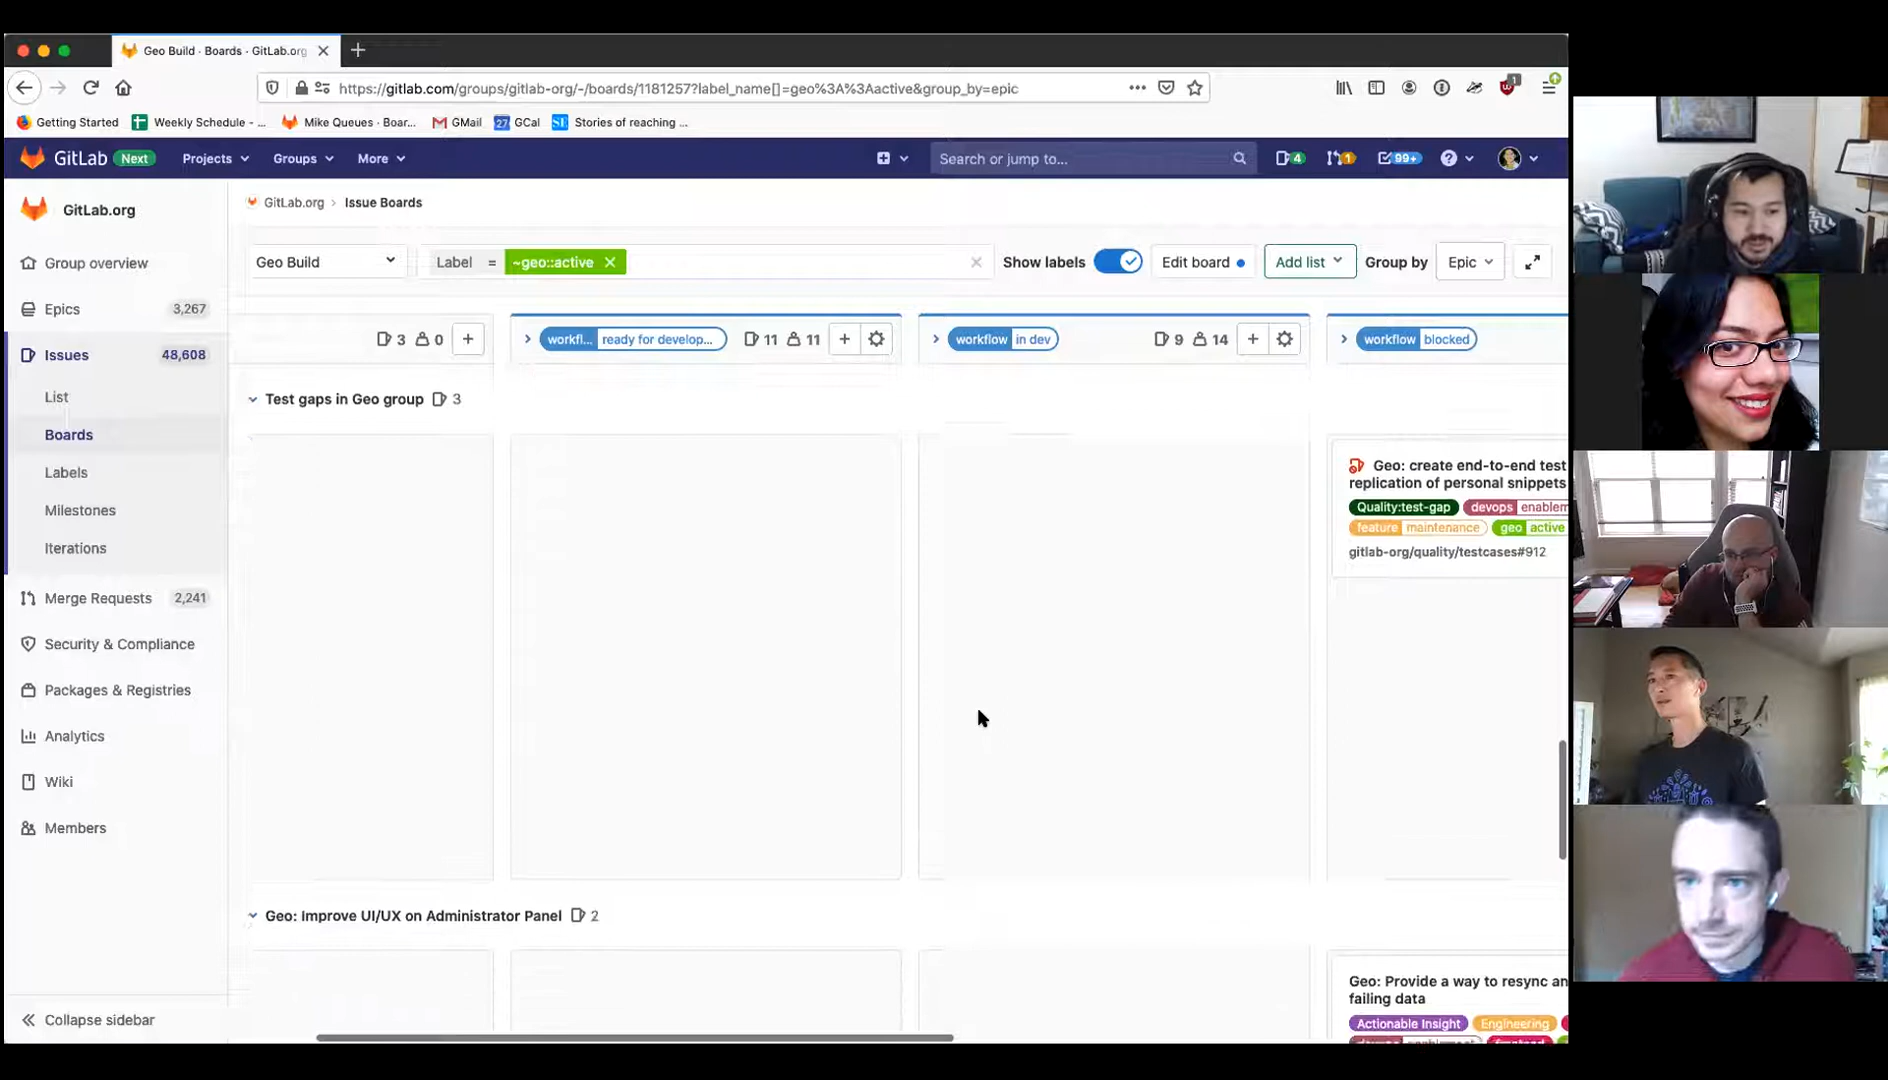 Geo Build · Boards · GitLab.org
https://gitlab.com/groups/gitlab-org/-/boards/1181257?label_name[]=geo%3A%3Aactive&group_by=epic
1
Getting Started
Weekly Schedule - ...
Mike Queues · Boar...
GMail
27 GCal
SE Stories of reaching ...
GitLab Next
Projects
Groups
More
Search or jump to...
4
1
99+
GitLab.org
Group overview
Epics 3,267
Issues 48,608
List
Boards
Labels
Milestones
Iterations
Merge Requests 2,241
Security & Compliance
Packages & Registries
Analytics
Wiki
Members
Collapse sidebar
GitLab.org › Issue Boards
Geo Build
Label = ~geo::active
Show labels
Edit board
Add list
Group by
Epic
3 0
workfl... ready for develop... 11 11
workflow in dev 9 14
workflow blocked
Test gaps in Geo group 3
Geo: create end-to-end test
replication of personal snippets
Quality:test-gap devops enablem
feature maintenance geo active
gitlab-org/quality/testcases#912
Geo: Improve UI/UX on Administrator Panel 2
Geo: Provide a way to resync an
failing data
Actionable Insight Engineering